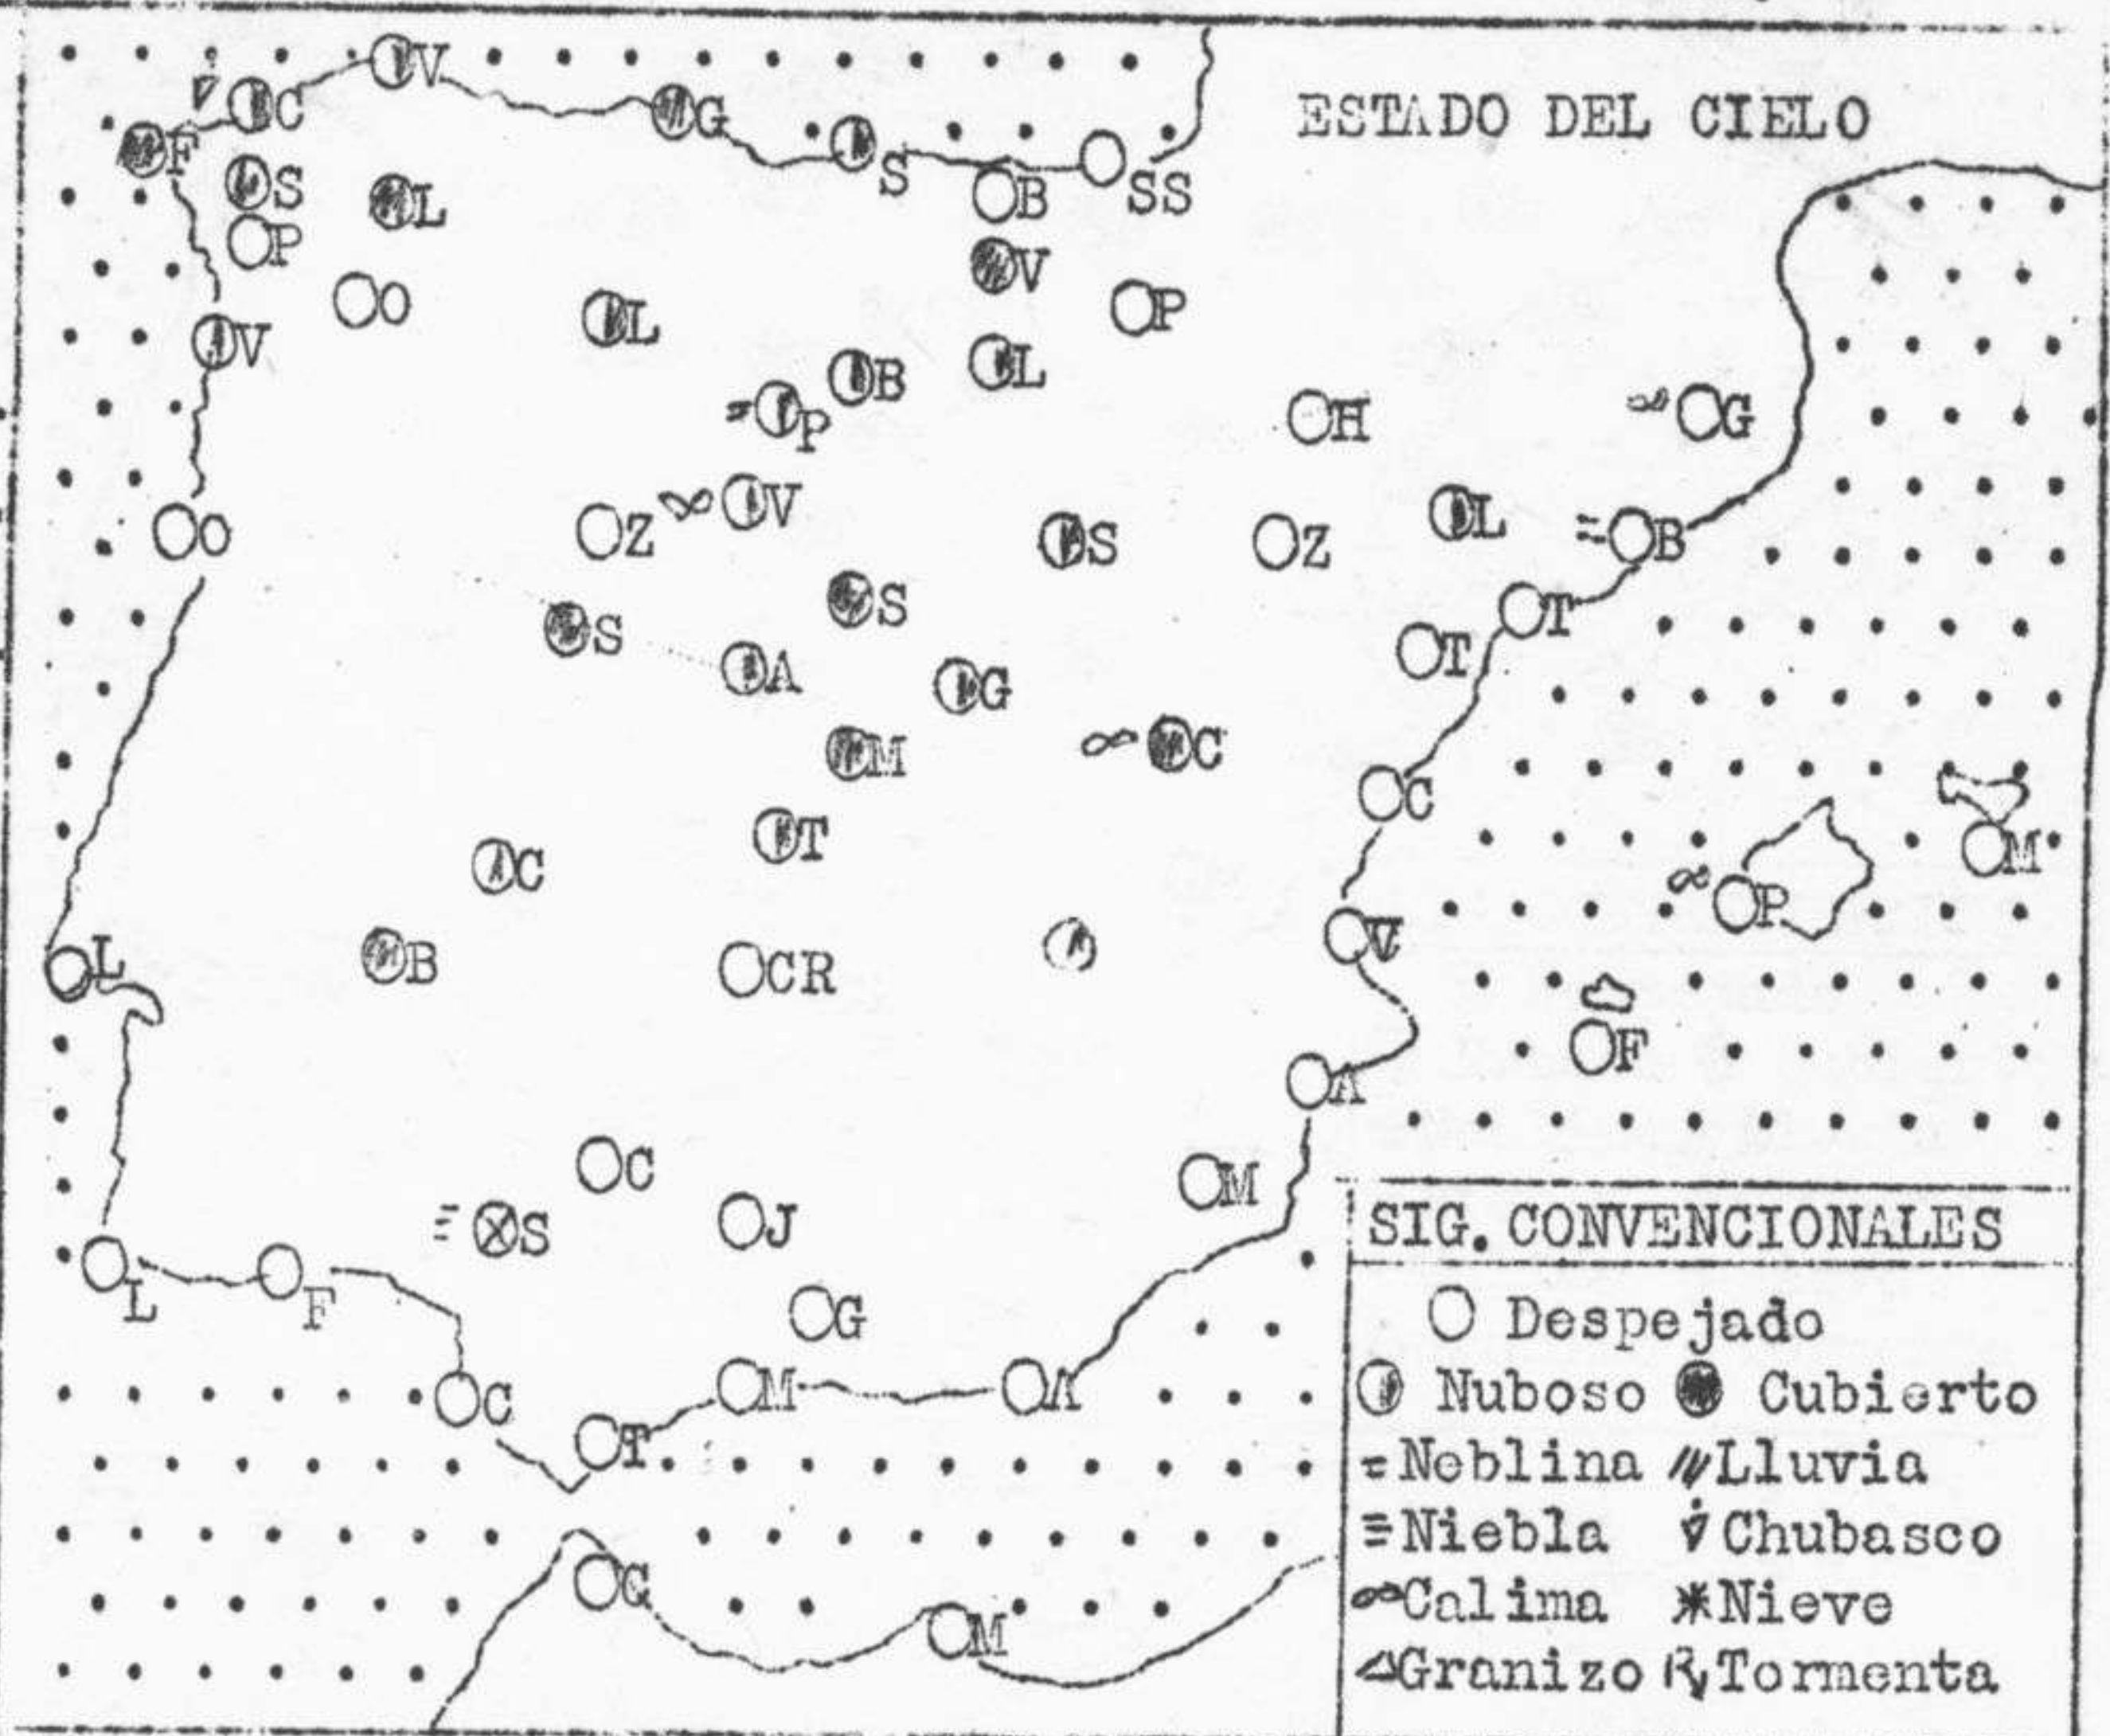 V
C
G
F
S
SS
ESTADO DEL CIELO
S
L
B
P
V
O
L
P
V
B
L
P
H
G
V
O
Z
S
Z
L
B
S
S
T
T
A
G
M
C
C
T
M
C
P
L
B
CR
V
F
A
C
M
S
J
L
F
G
C
M
A
T
C
M
SIG. CONVENCIONALES
Despejado
Nuboso Cubierto
Neblina Lluvia
Niebla Chubasco
Calima Nieve
Granizo Tormenta